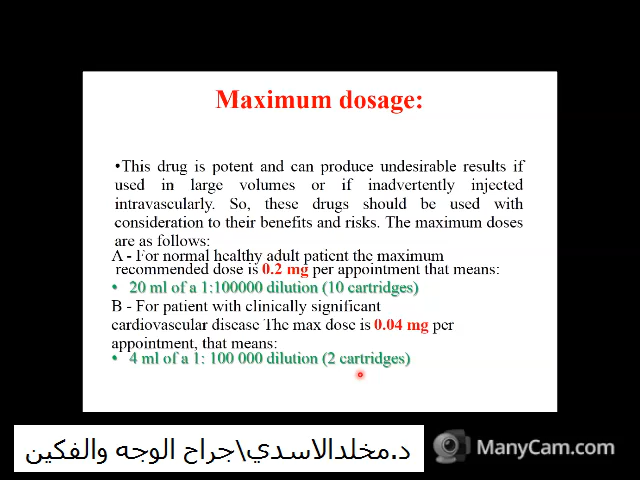 Maximum dosage:
•This drug is potent and can produce undesirable results if
used in large volumes or if inadvertently injected
intravascularly. So, these drugs should be used with
consideration to their benefits and risks. The maximum doses
are as follows:
A - For normal healthy adult patient the maximum
recommended dose is 0.2 mg per appointment that means:
• 20 ml of a 1:100000 dilution (10 cartridges)
B - For patient with clinically significant
cardiovascular disease The max dose is 0.04 mg per
appointment, that means:
• 4 ml of a 1: 100 000 dilution (2 cartridges)
د.مخلدالاسدي\جراح الوجه والفكين
ManyCam.com